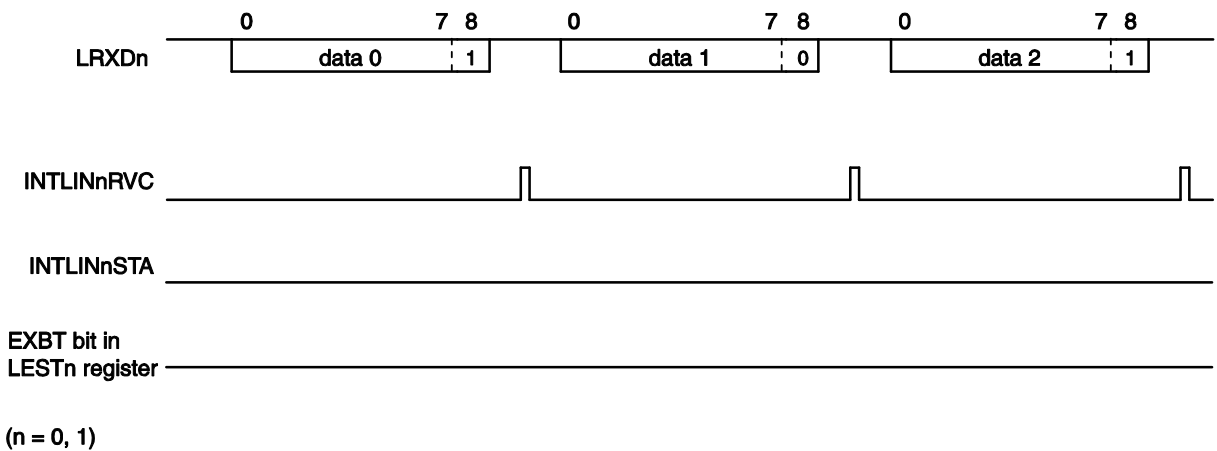 0 7 8 0 7 8 0 7 8
LRXDn data 0 1 data 1 0 data 2 1
INTLINnRVC
INTLINnSTA
EXBT bit in
LESTn register
(n = 0, 1)